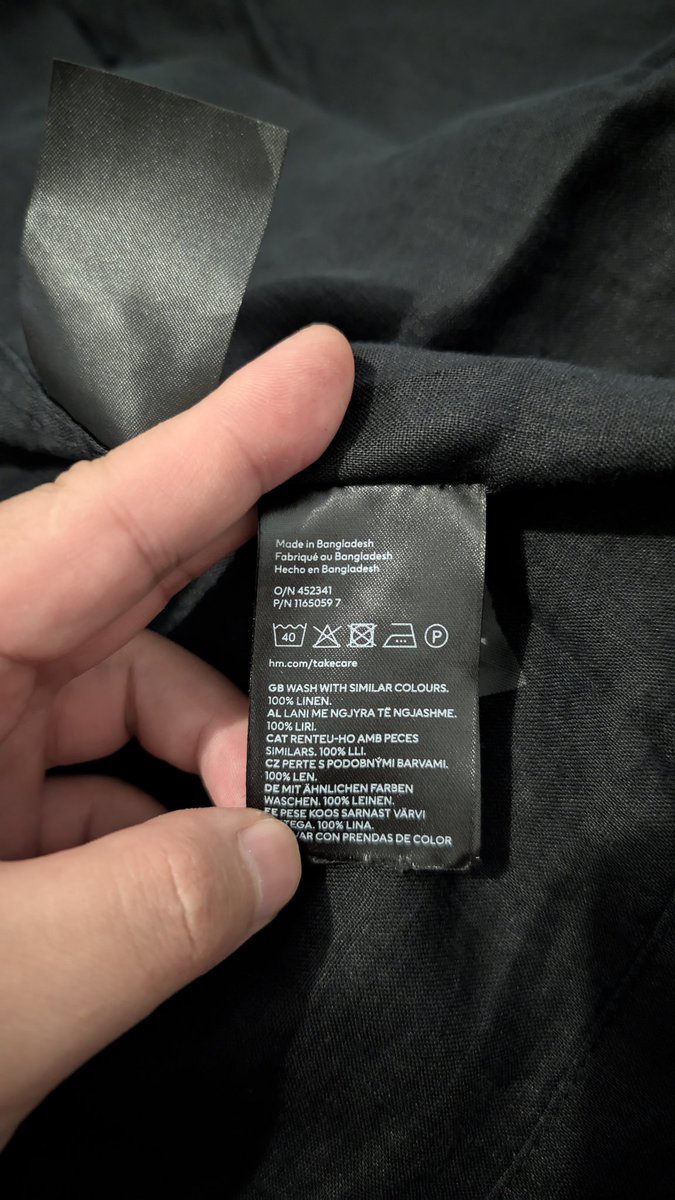 Made in Bangladesh
Fabriqué au Bangladesh
Hecho en Bangladesh
O/N 452341
P/N 1165059 7
40 P
hm.com/takecare
GB WASH WITH SIMILAR COLOURS.
100% LINEN.
AL LANI ME NGJYRA TË NGJASHME.
100% LIRI.
CAT RENTEU-HO AMB PECES
SIMILARS. 100% LLI.
CZ PERTE S PODOBNÝMI BARVAMI.
100% LEN.
DE MIT ÄHNLICHEN FARBEN
WASCHEN. 100% LEINEN.
EE PESE KOOS SARNAST VÄRVI
100% LINA.
CON PRENDAS DE COLOR